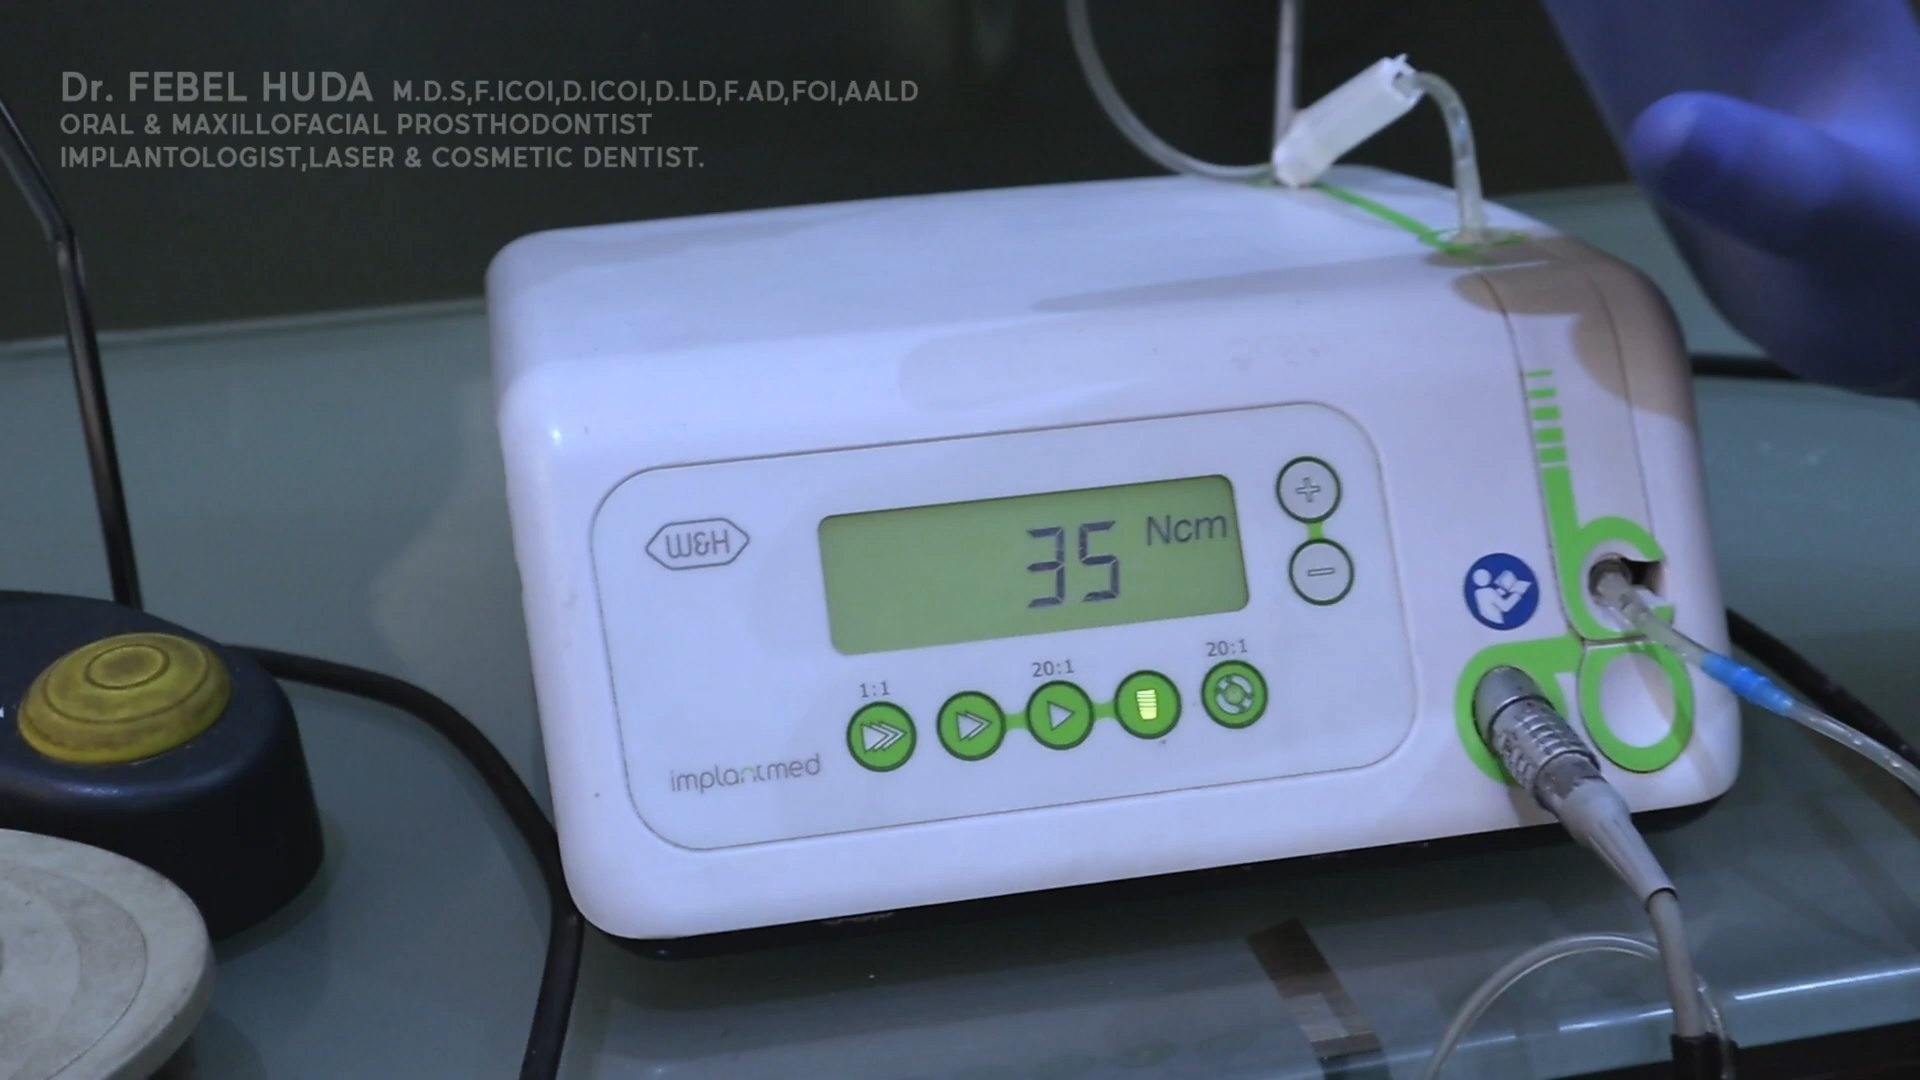 Dr. FEBEL HUDA M.D.S,F.ICOI,D.ICOI,D.LD,F.AD,FOI,AALD
ORAL & MAXILLOFACIAL PROSTHODONTIST
IMPLANTOLOGIST,LASER & COSMETIC DENTIST.
W&H
35 Ncm
+
−
1:1
20:1
20:1
implantmed